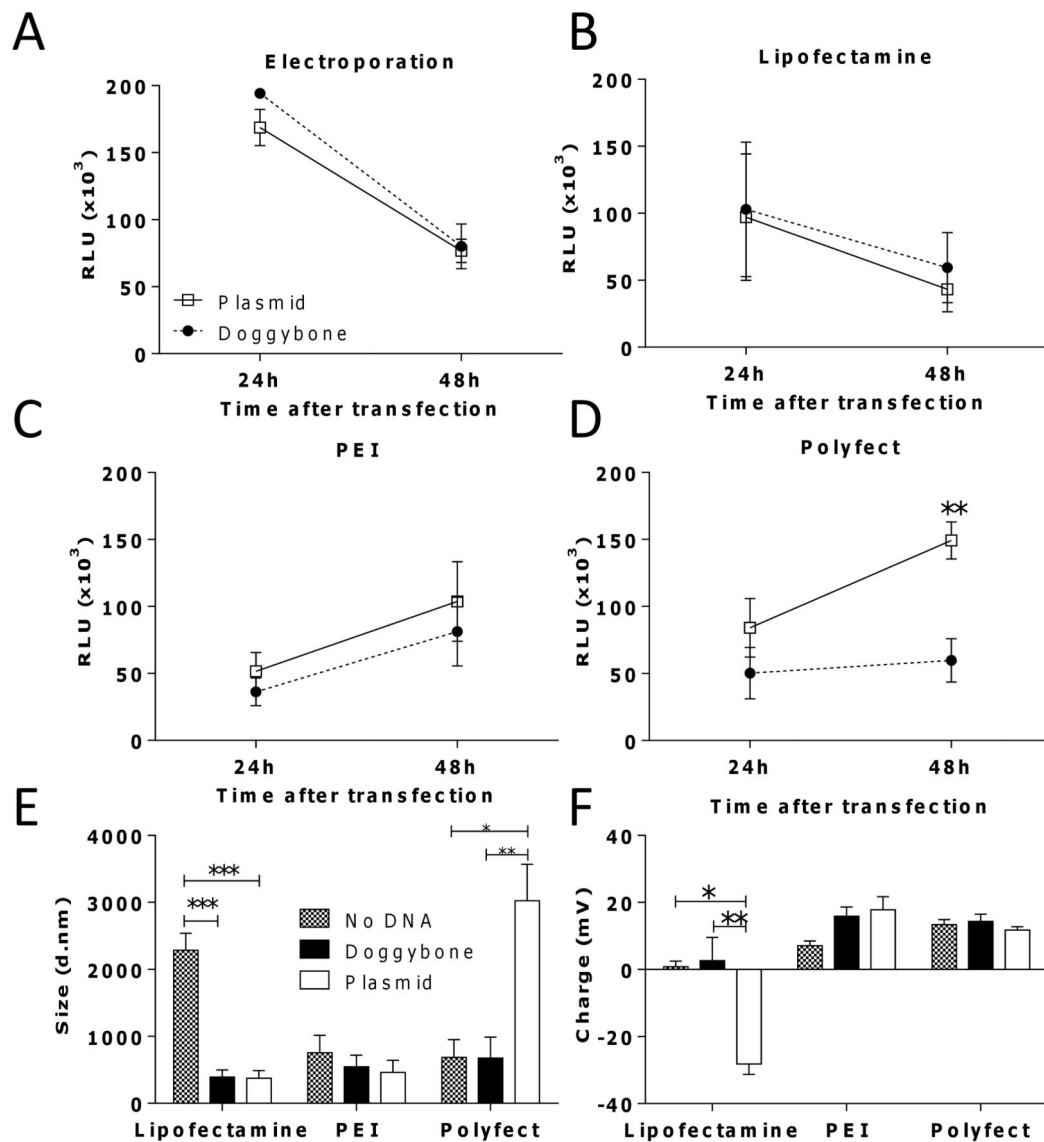 A
Electroporation
200
150
100
50
0
RLU (x10³)
Plasmid
Doggybone
24h
48h
Time after transfection
B
Lipofectamine
200
150
100
50
0
RLU (x10³)
24h
48h
Time after transfection
C
PEI
200
150
100
50
0
RLU (x10³)
24h
48h
Time after transfection
D
Polyfect
200
150
100
50
0
RLU (x10³)
**
24h
48h
Time after transfection
E
4000
3000
2000
1000
0
Size (d.nm)
***
***
*
**
No DNA
Doggybone
Plasmid
Lipofectamine
PEI
Polyfect
F
40
20
0
-20
-40
Charge (mV)
*
**
Lipofectamine
PEI
Polyfect